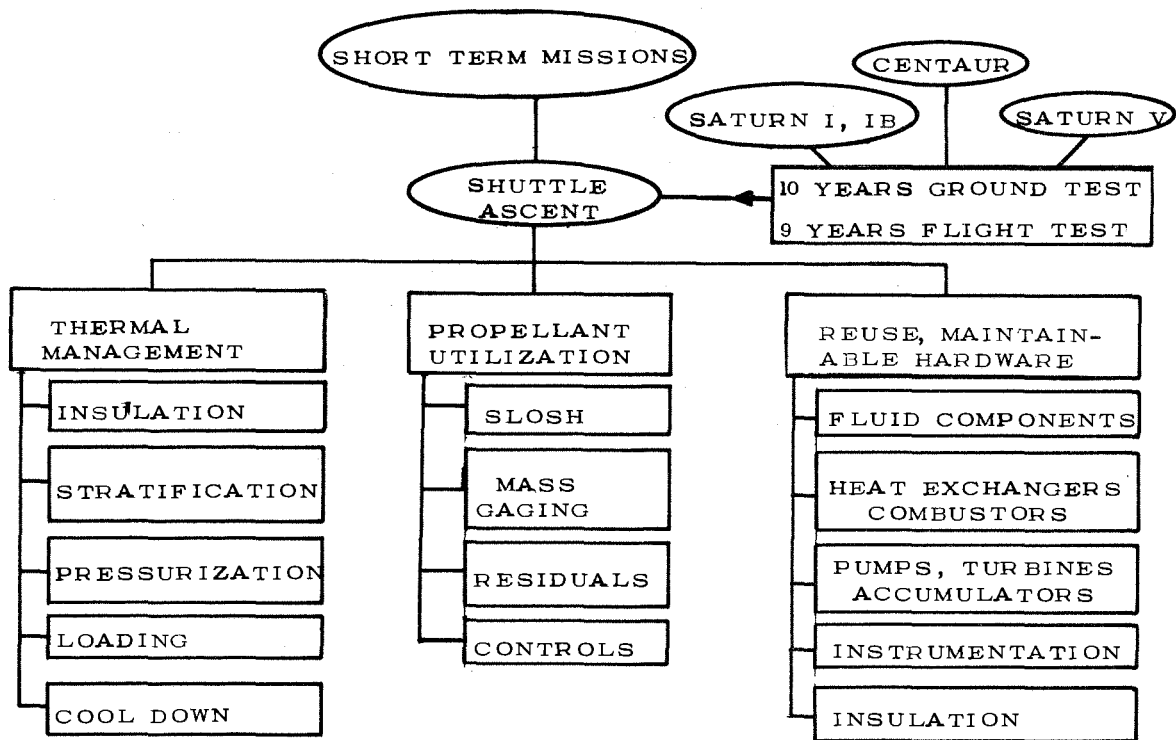 SHORT TERM MISSIONS
CENTAUR
SATURN I, IB
SATURN V
SHUTTLE
ASCENT
10 YEARS GROUND TEST
9 YEARS FLIGHT TEST
THERMAL
MANAGEMENT
INSULATION
STRATIFICATION
PRESSURIZATION
LOADING
COOL DOWN
PROPELLANT
UTILIZATION
SLOSH
MASS
GAGING
RESIDUALS
CONTROLS
REUSE, MAINTAIN-
ABLE HARDWARE
FLUID COMPONENTS
HEAT EXCHANGERS
COMBUSTORS
PUMPS, TURBINES
ACCUMULATORS
INSTRUMENTATION
INSULATION